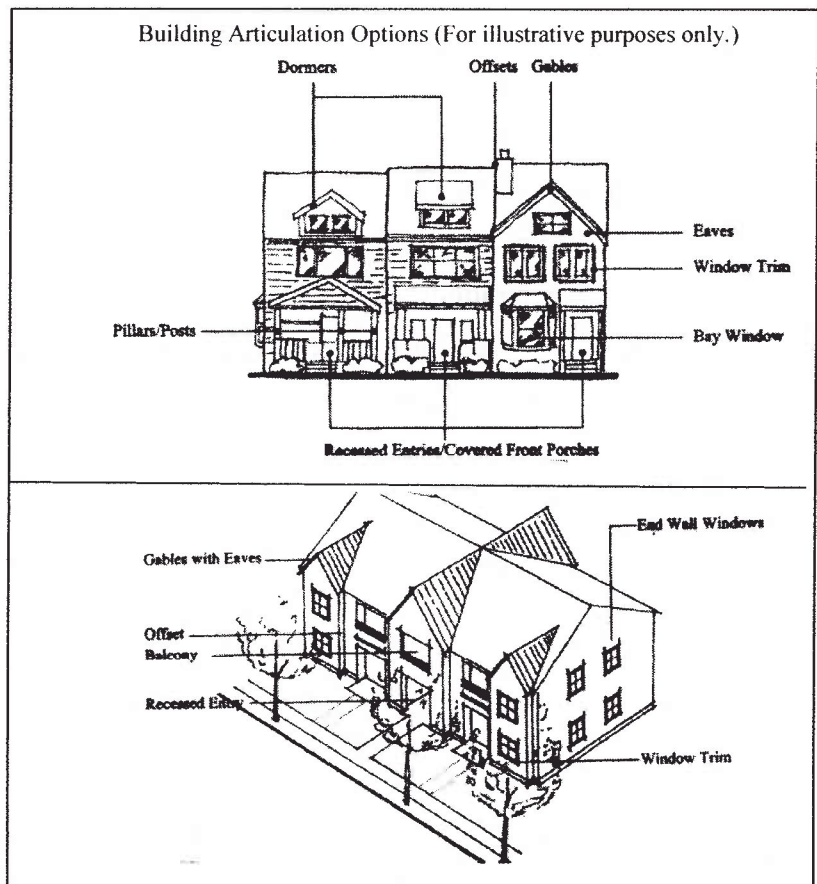 Building Articulation Options (For illustrative purposes only.)
Dormers Offsets Gables
Eaves
Window Trim
Pillars/Posts
Bay Window
Recessed Entries/Covered Front Porches
End Wall Windows
Gables with Eaves
Offset
Balcony
Recessed Entry
Window Trim